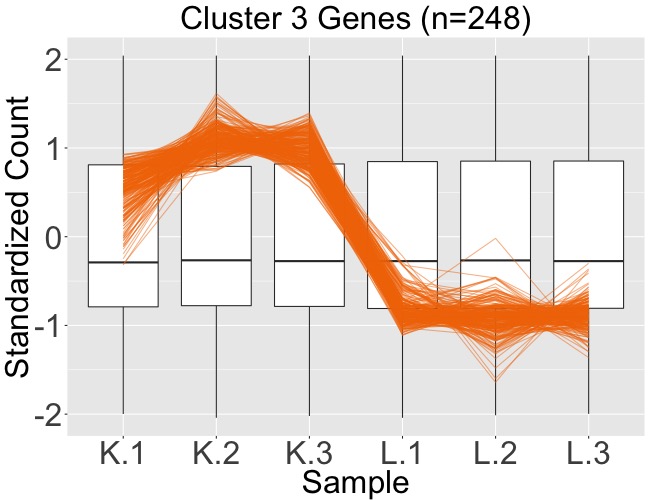 Cluster 3 Genes (n=248)
Standardized Count
2
1
0
-1
-2
K.1 K.2 K.3 L.1 L.2 L.3
Sample